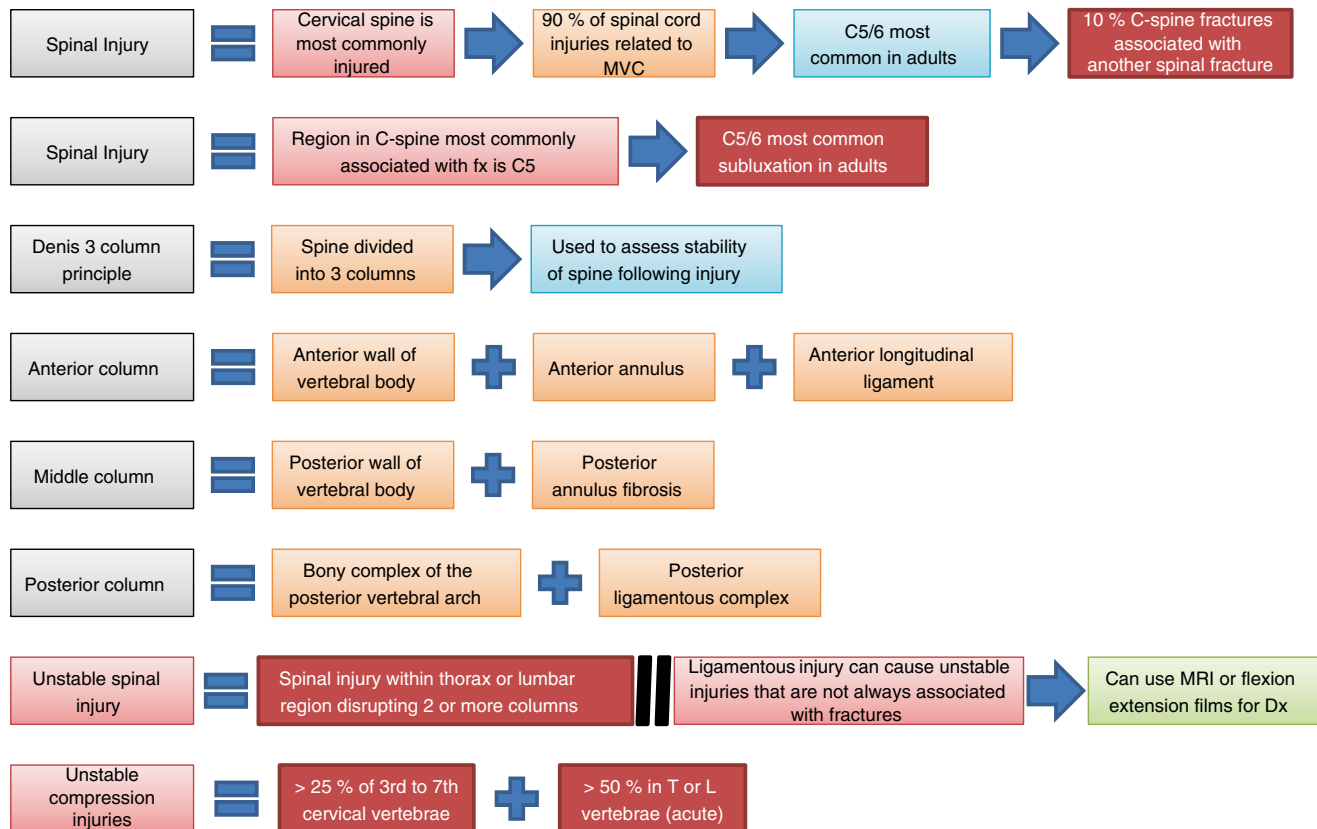 Spinal Injury
Cervical spine is
most commonly
injured
90 % of spinal cord
injuries related to
MVC
C5/6 most
common in adults
10 % C-spine fractures
associated with
another spinal fracture
Spinal Injury
Region in C-spine most commonly
associated with fx is C5
C5/6 most common
subluxation in adults
Denis 3 column
principle
Spine divided
into 3 columns
Used to assess stability
of spine following injury
Anterior column
Anterior wall of
vertebral body
Anterior annulus
Anterior longitudinal
ligament
Middle column
Posterior wall of
vertebral body
Posterior
annulus fibrosis
Posterior column
Bony complex of the
posterior vertebral arch
Posterior
ligamentous complex
Unstable spinal
injury
Spinal injury within thorax or lumbar
region disrupting 2 or more columns
Ligamentous injury can cause unstable
injuries that are not always associated
with fractures
Can use MRI or flexion
extension films for Dx
Unstable
compression
injuries
> 25 % of 3rd to 7th
cervical vertebrae
> 50 % in T or L
vertebrae (acute)